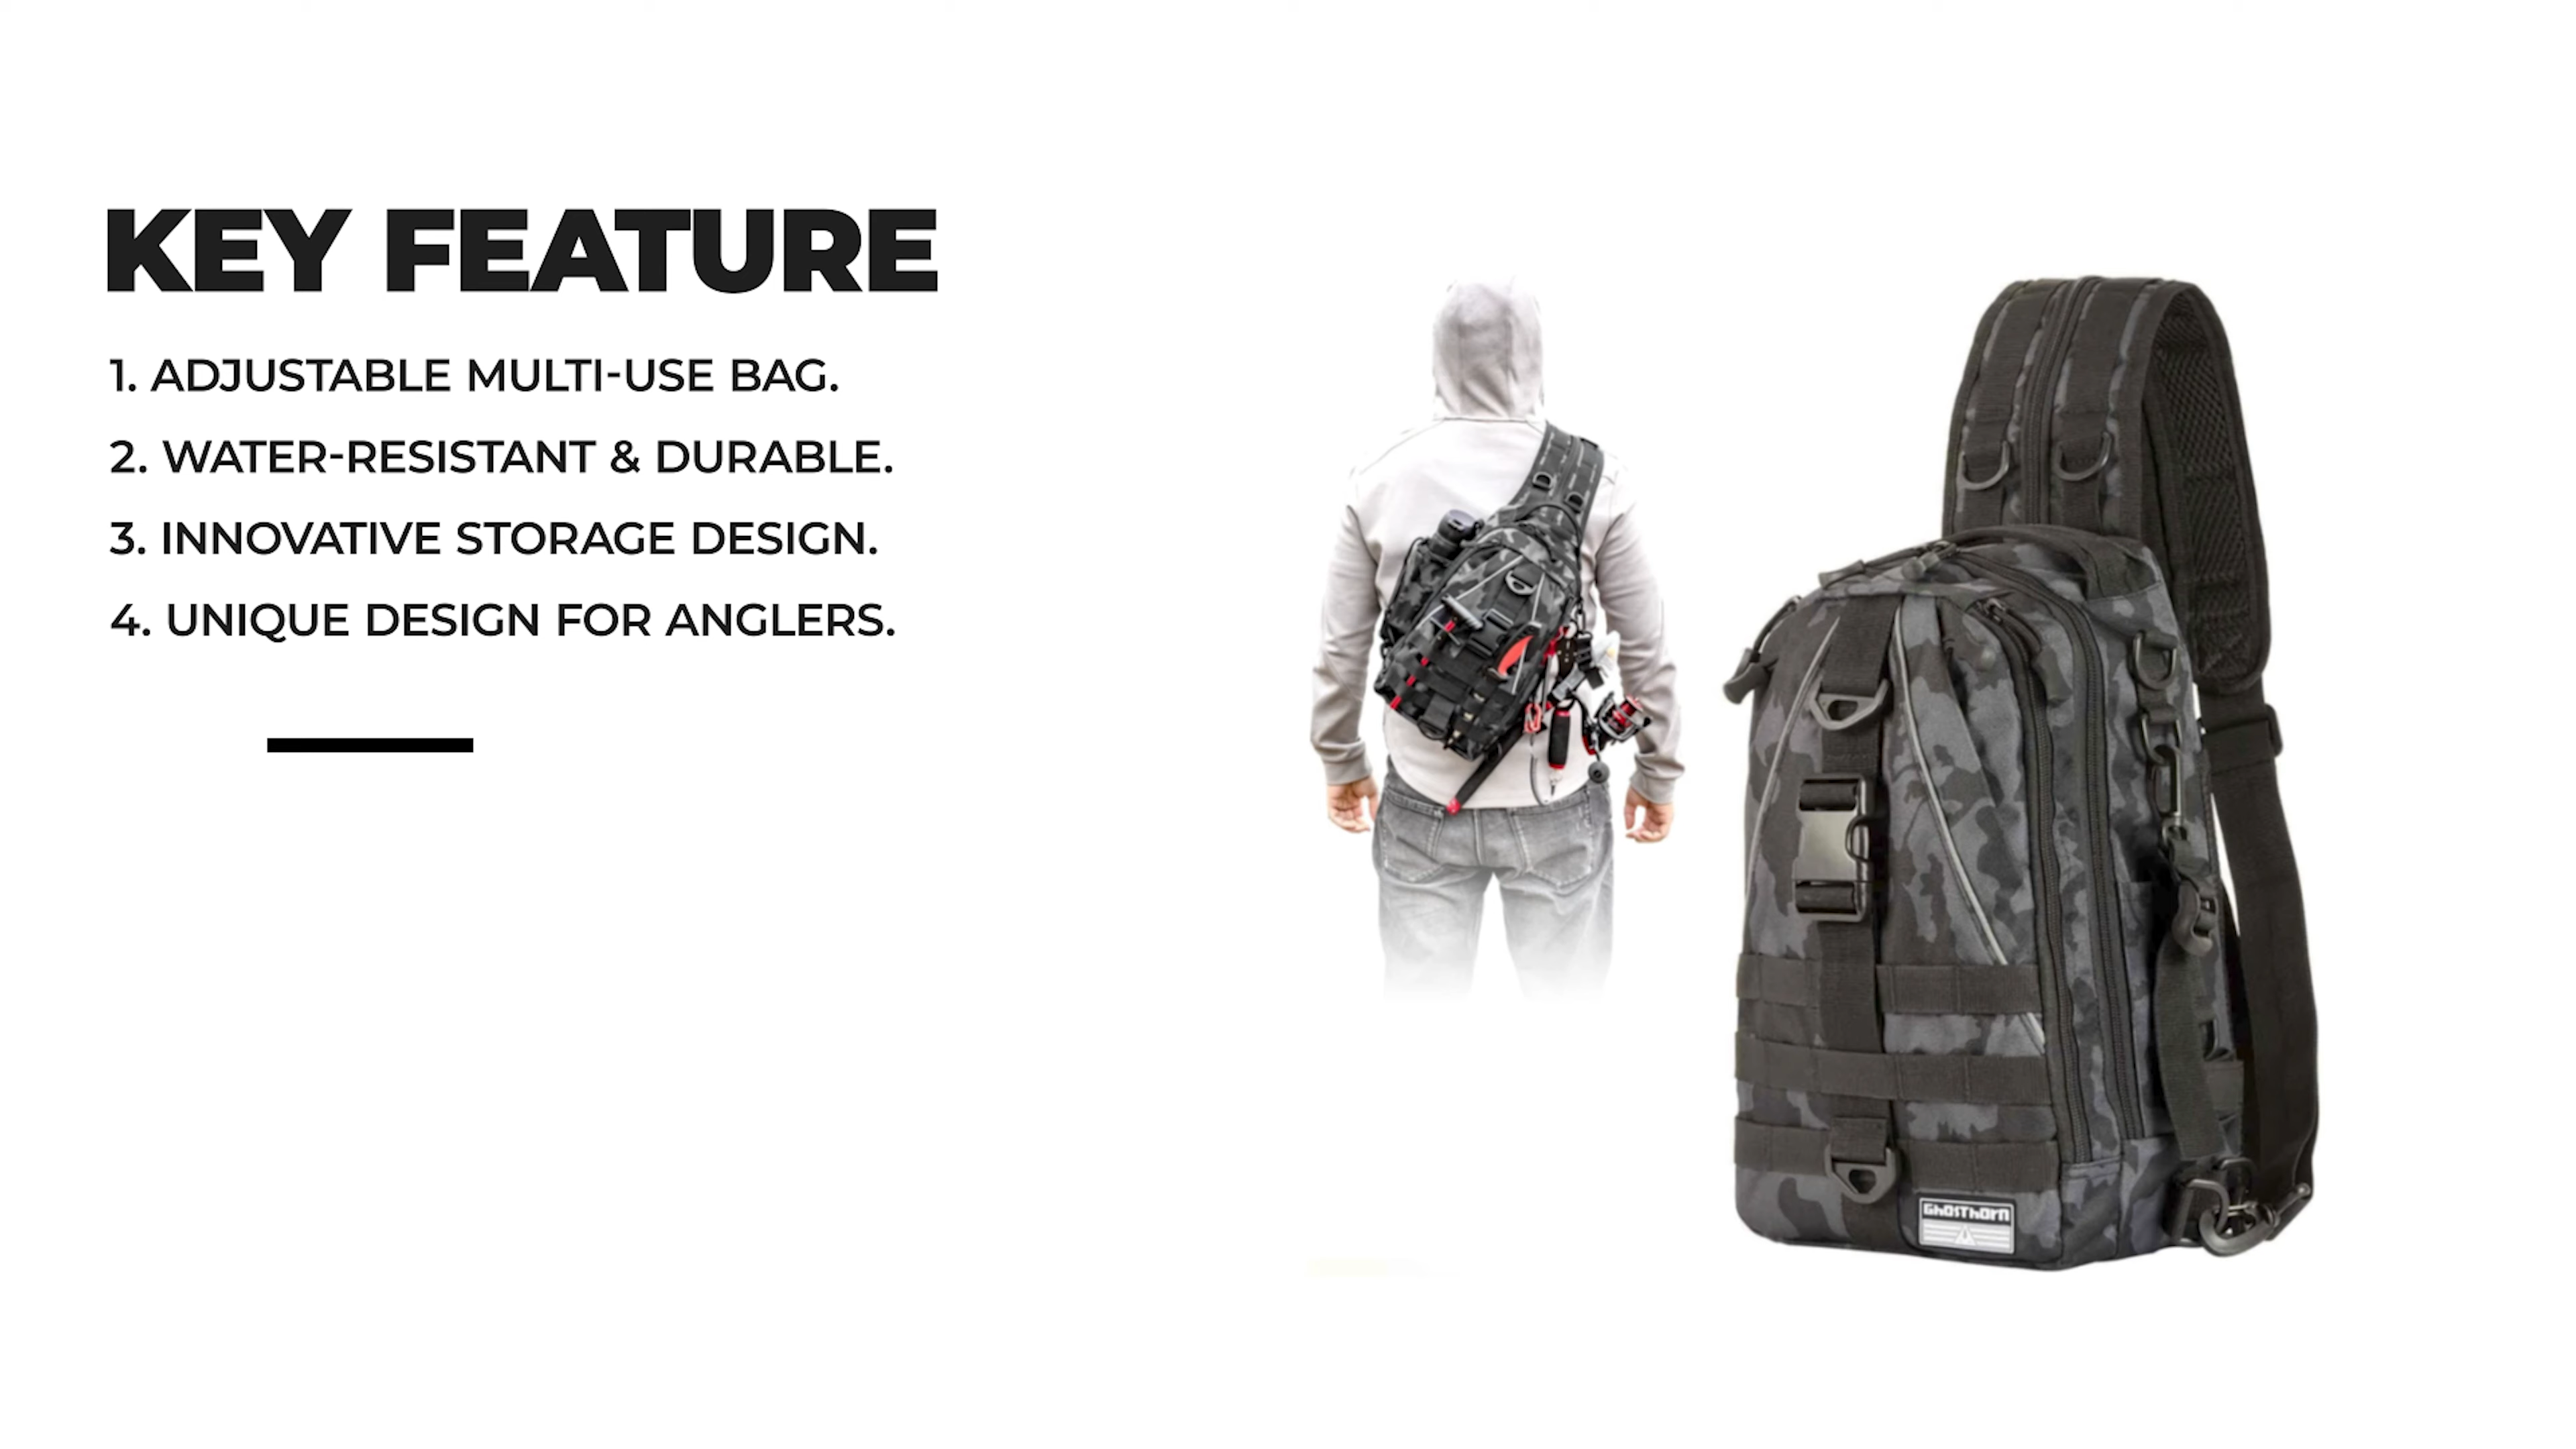 KEY FEATURE
1. ADJUSTABLE MULTI-USE BAG.
2. WATER-RESISTANT & DURABLE.
3. INNOVATIVE STORAGE DESIGN.
4. UNIQUE DESIGN FOR ANGLERS.
GhosThorn